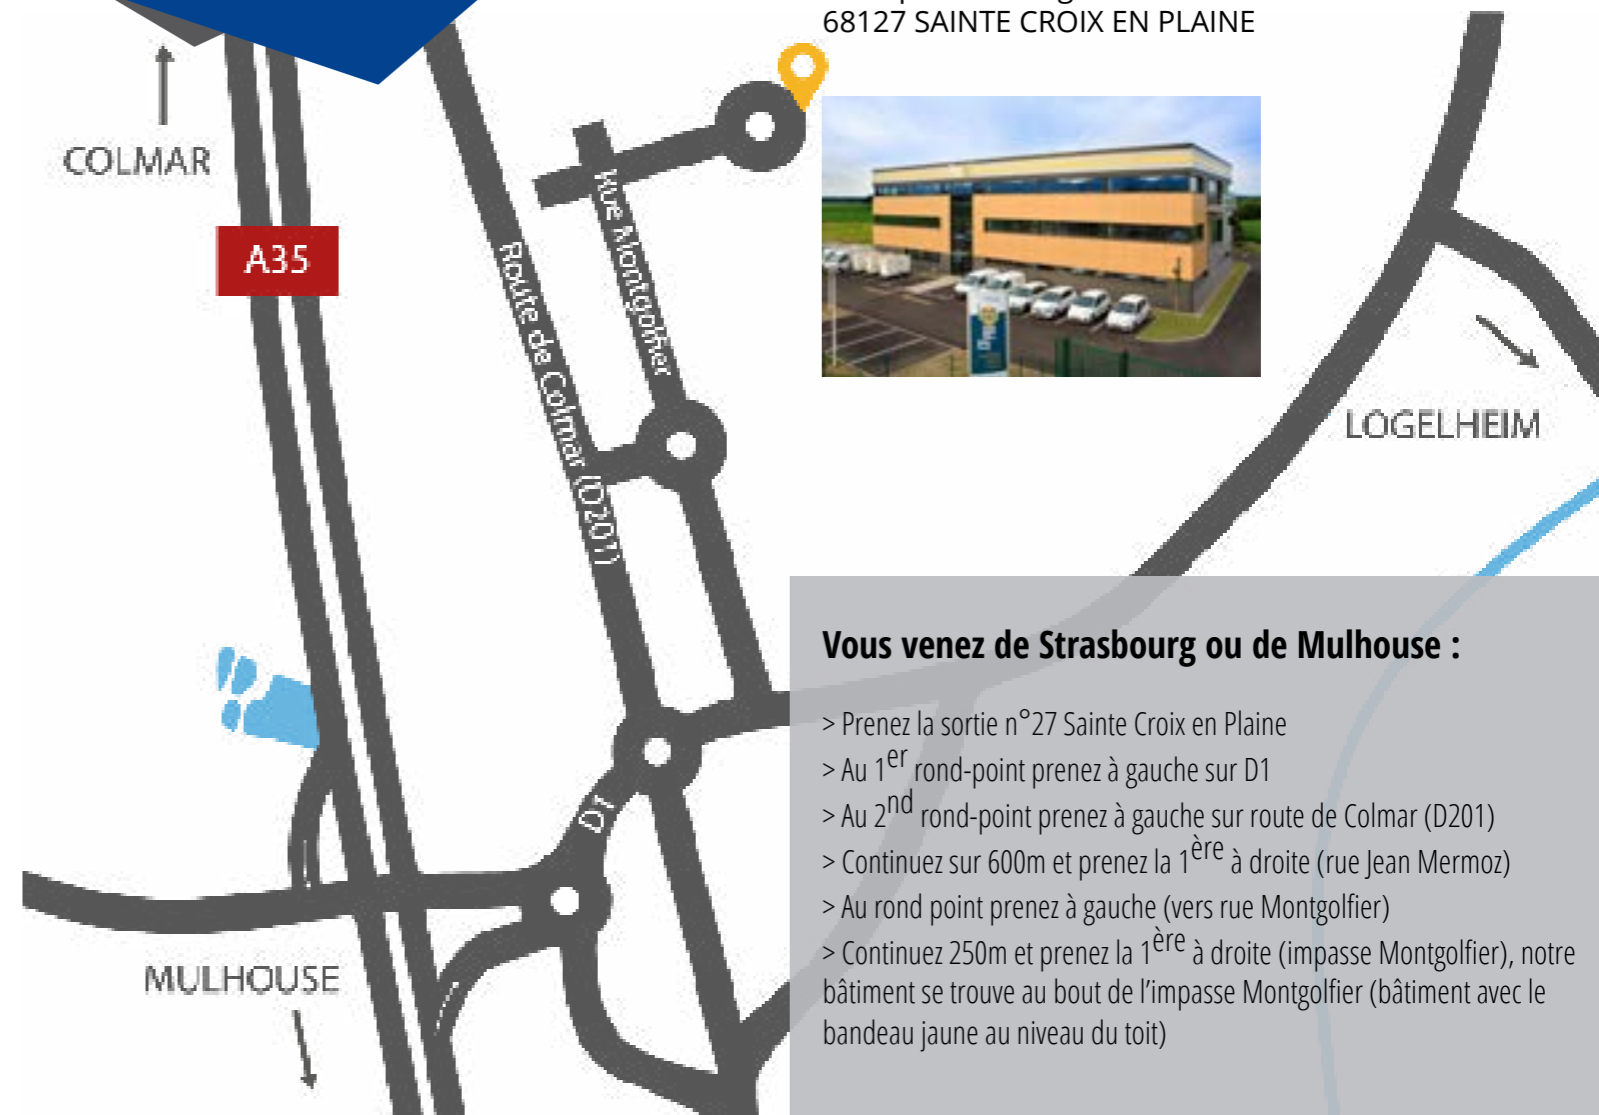 68127 SAINTE CROIX EN PLAINE
COLMAR
A35
Rue Montgolfier
Route de Colmar (D201)
LOGELHEIM
D1
MULHOUSE
Vous venez de Strasbourg ou de Mulhouse :
> Prenez la sortie n°27 Sainte Croix en Plaine
> Au 1er rond-point prenez à gauche sur D1
> Au 2nd rond-point prenez à gauche sur route de Colmar (D201)
> Continuez sur 600m et prenez la 1ère à droite (rue Jean Mermoz)
> Au rond point prenez à gauche (vers rue Montgolfier)
> Continuez 250m et prenez la 1ère à droite (impasse Montgolfier), notre
bâtiment se trouve au bout de l’impasse Montgolfier (bâtiment avec le
bandeau jaune au niveau du toit)